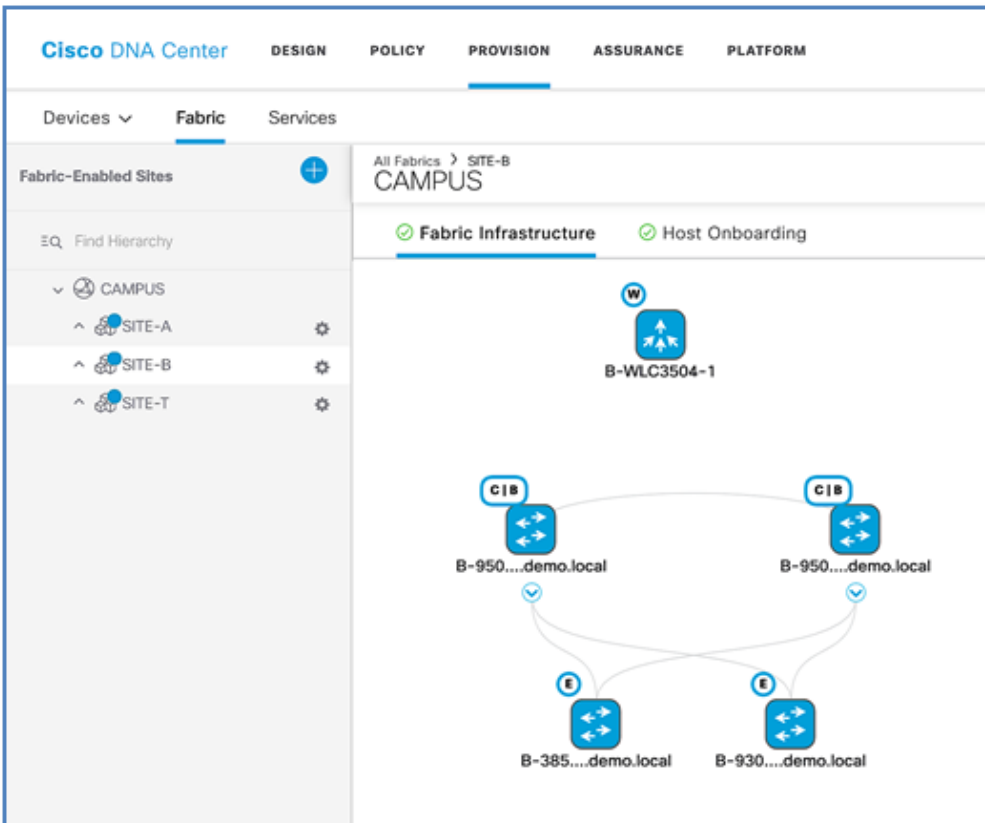 Cisco DNA Center DESIGN POLICY PROVISION ASSURANCE PLATFORM
Devices Fabric Services
Fabric-Enabled Sites
Find Hierarchy
CAMPUS
SITE-A
SITE-B
SITE-T
All Fabrics > SITE-B
CAMPUS
Fabric Infrastructure Host Onboarding
W
B-WLC3504-1
C|B C|B
B-950....demo.local B-950....demo.local
E E
B-385....demo.local B-930....demo.local